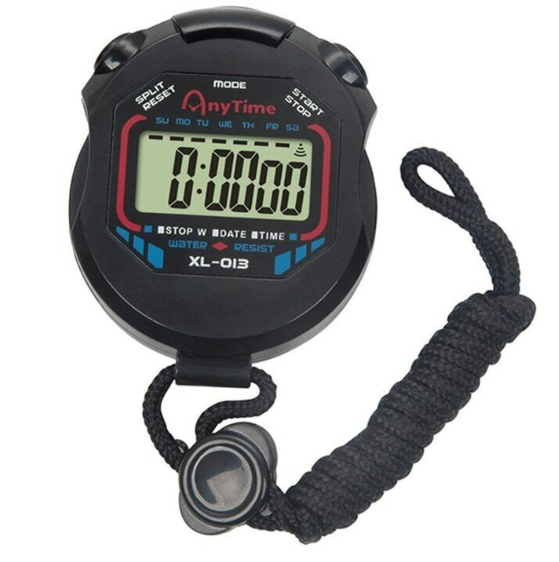 MODE
SPLIT
RESET
START
STOP
AnyTime
SU MO TU WE TH FR SA
0:0000
STOP W DATE TIME
WATER RESIST
XL-013